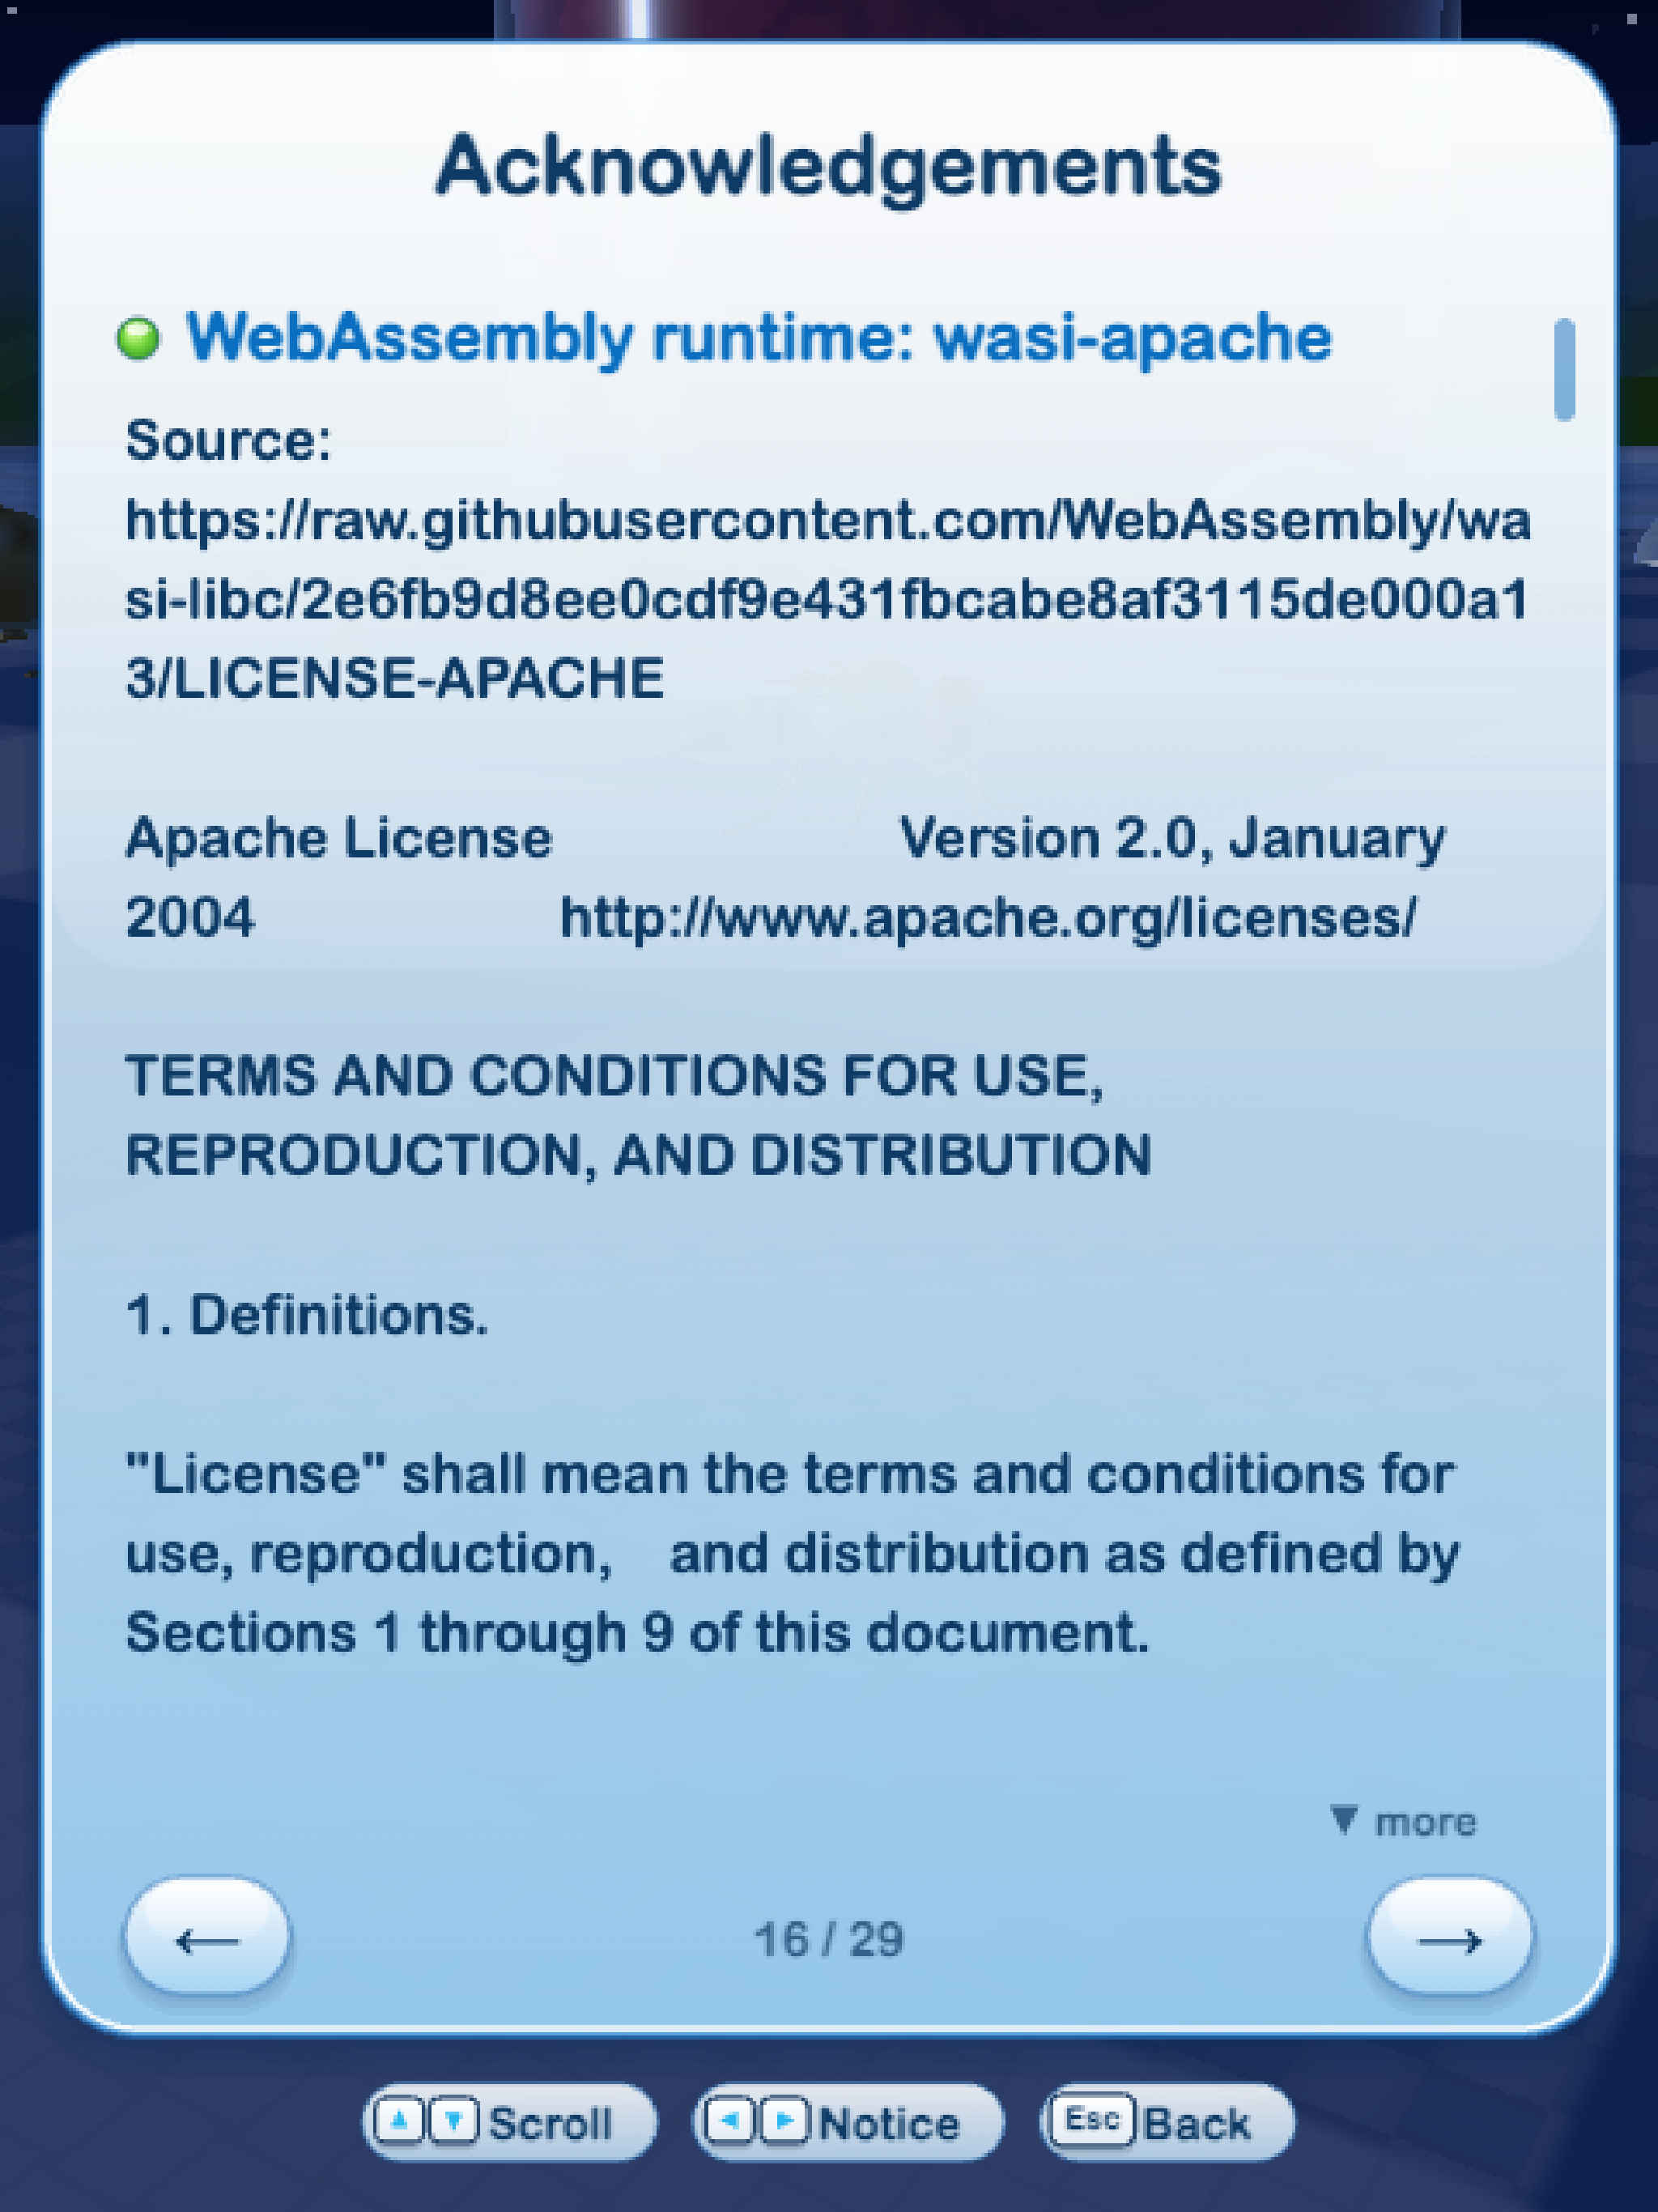 Acknowledgements
WebAssembly runtime: wasi-apache
Source:
https://raw.githubusercontent.com/WebAssembly/wa
si-libc/2e6fb9d8ee0cdf9e431fbcabe8af3115de000a1
3/LICENSE-APACHE
Apache License Version 2.0, January
2004 http://www.apache.org/licenses/
TERMS AND CONDITIONS FOR USE,
REPRODUCTION, AND DISTRIBUTION
1. Definitions.
"License" shall mean the terms and conditions for
use, reproduction, and distribution as defined by
Sections 1 through 9 of this document.
▼ more
← 16 / 29 →
▲ ▼ Scroll ◄ ► Notice Esc Back